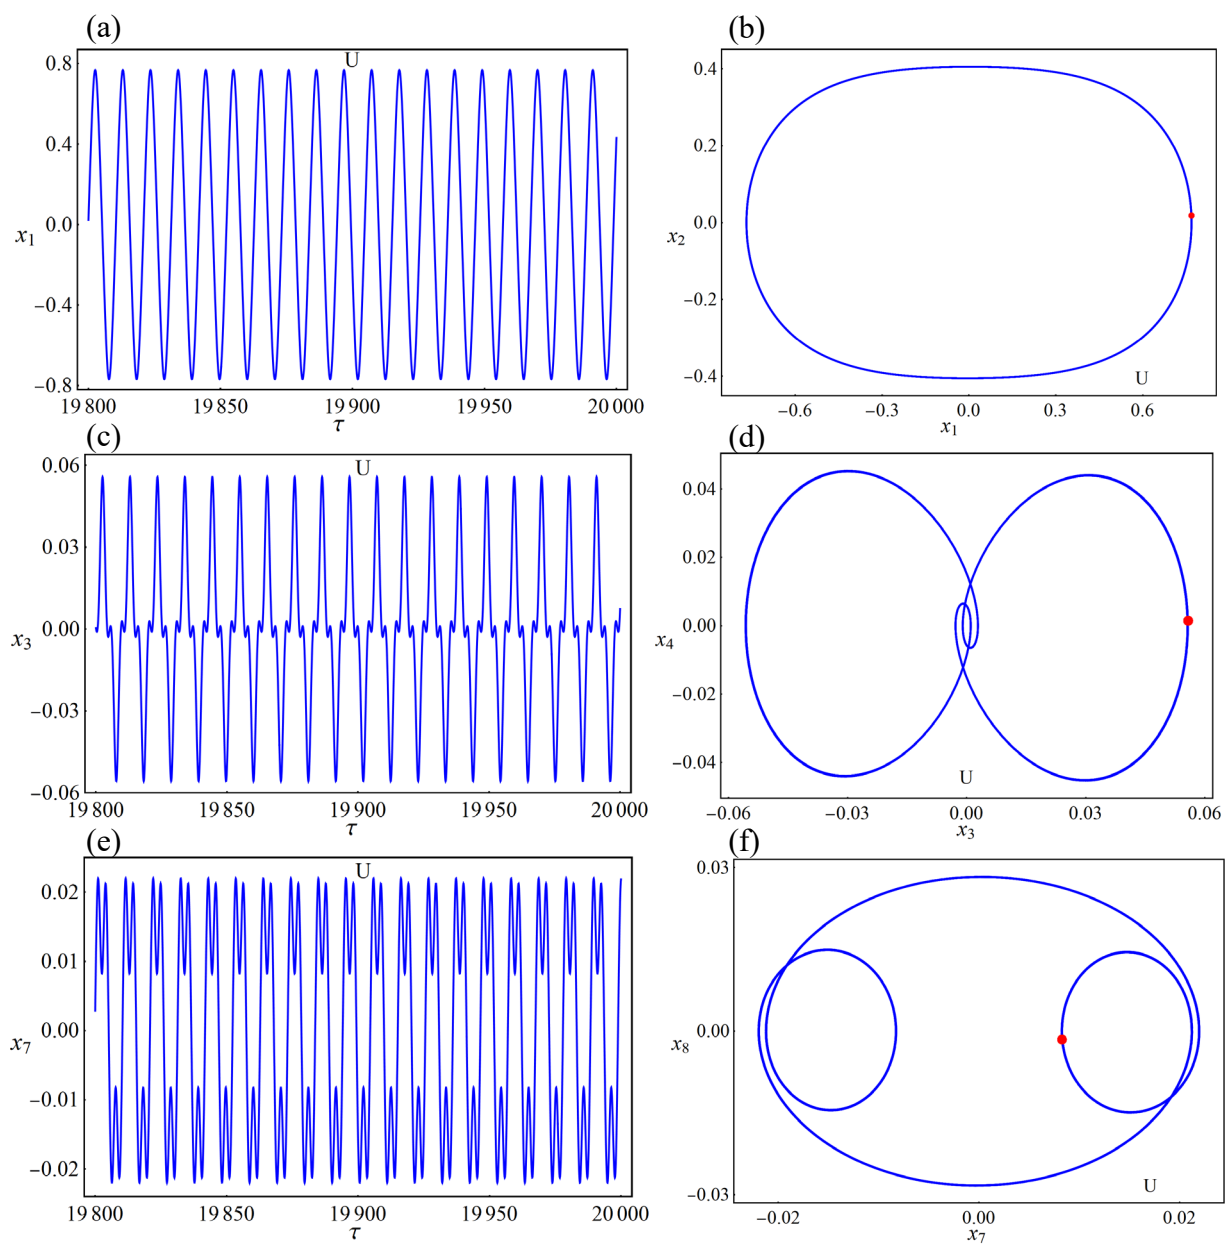 (a)
U
0.8
0.4
0.0
−0.4
−0.8
x1
19 800 19 850 19 900 19 950 20 000
τ
(b)
0.4
0.2
0.0
−0.2
−0.4
x2
U
−0.6 −0.3 0.0 0.3 0.6
x1
(c)
U
0.06
0.03
0.00
−0.03
−0.06
x3
19 800 19 850 19 900 19 950 20 000
τ
(d)
0.04
0.02
0.00
−0.02
−0.04
x4
U
−0.06 −0.03 0.00 0.03 0.06
x3
(e)
U
0.02
0.01
0.00
−0.01
−0.02
x7
19 800 19 850 19 900 19 950 20 000
τ
(f)
0.03
0.00
−0.03
x8
U
−0.02 0.00 0.02
x7